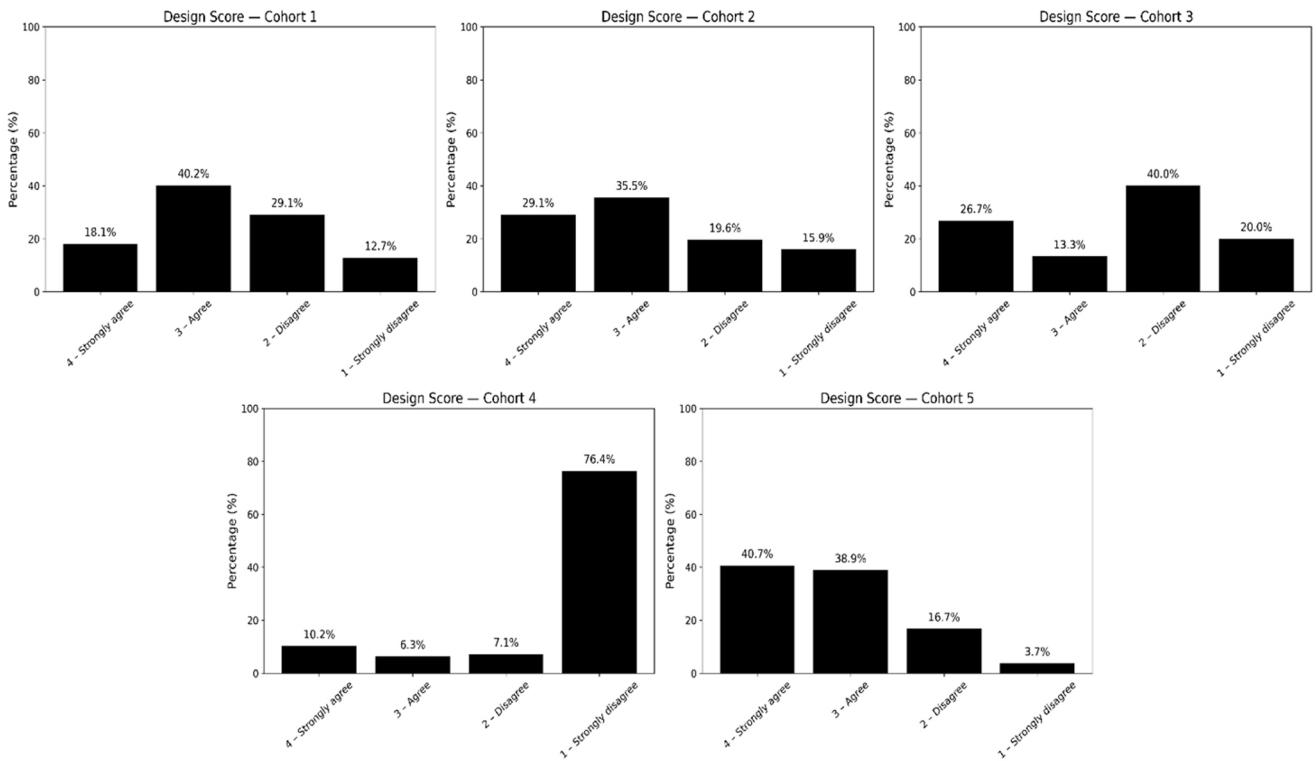 Design Score — Cohort 1
Percentage (%)
100
80
60
40
20
0
18.1%
40.2%
29.1%
12.7%
4 – Strongly agree
3 – Agree
2 – Disagree
1 – Strongly disagree
Design Score — Cohort 2
Percentage (%)
100
80
60
40
20
0
29.1%
35.5%
19.6%
15.9%
4 – Strongly agree
3 – Agree
2 – Disagree
1 – Strongly disagree
Design Score — Cohort 3
Percentage (%)
100
80
60
40
20
0
26.7%
13.3%
40.0%
20.0%
4 – Strongly agree
3 – Agree
2 – Disagree
1 – Strongly disagree
Design Score — Cohort 4
Percentage (%)
100
80
60
40
20
0
10.2%
6.3%
7.1%
76.4%
4 – Strongly agree
3 – Agree
2 – Disagree
1 – Strongly disagree
Design Score — Cohort 5
Percentage (%)
100
80
60
40
20
0
40.7%
38.9%
16.7%
3.7%
4 – Strongly agree
3 – Agree
2 – Disagree
1 – Strongly disagree